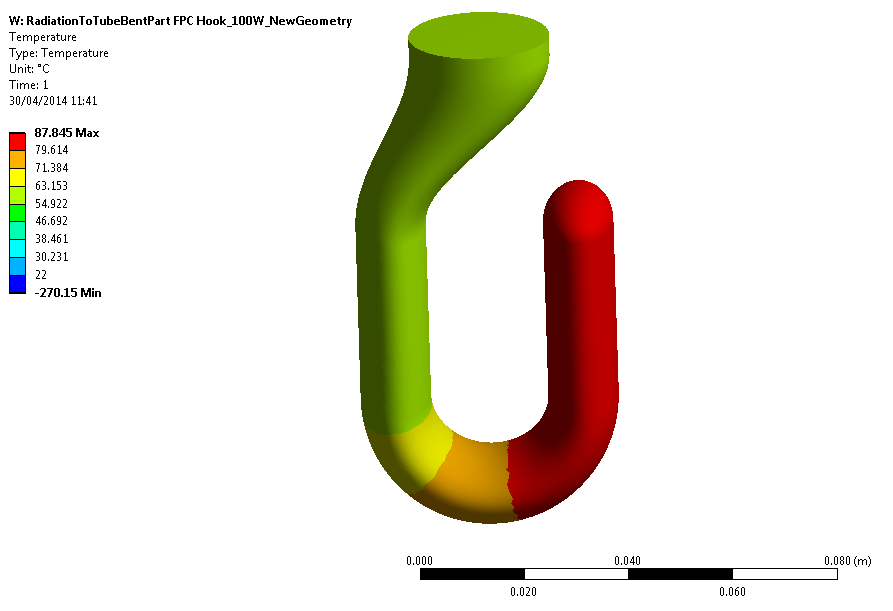 W: RadiationToTubeBentPart FPC Hook_100W_NewGeometry
Temperature
Type: Temperature
Unit: °C
Time: 1
30/04/2014 11:41
87.845 Max
79.614
71.384
63.153
54.922
46.692
38.461
30.231
22
-270.15 Min
0.000 0.040 0.080 (m)
0.020 0.060